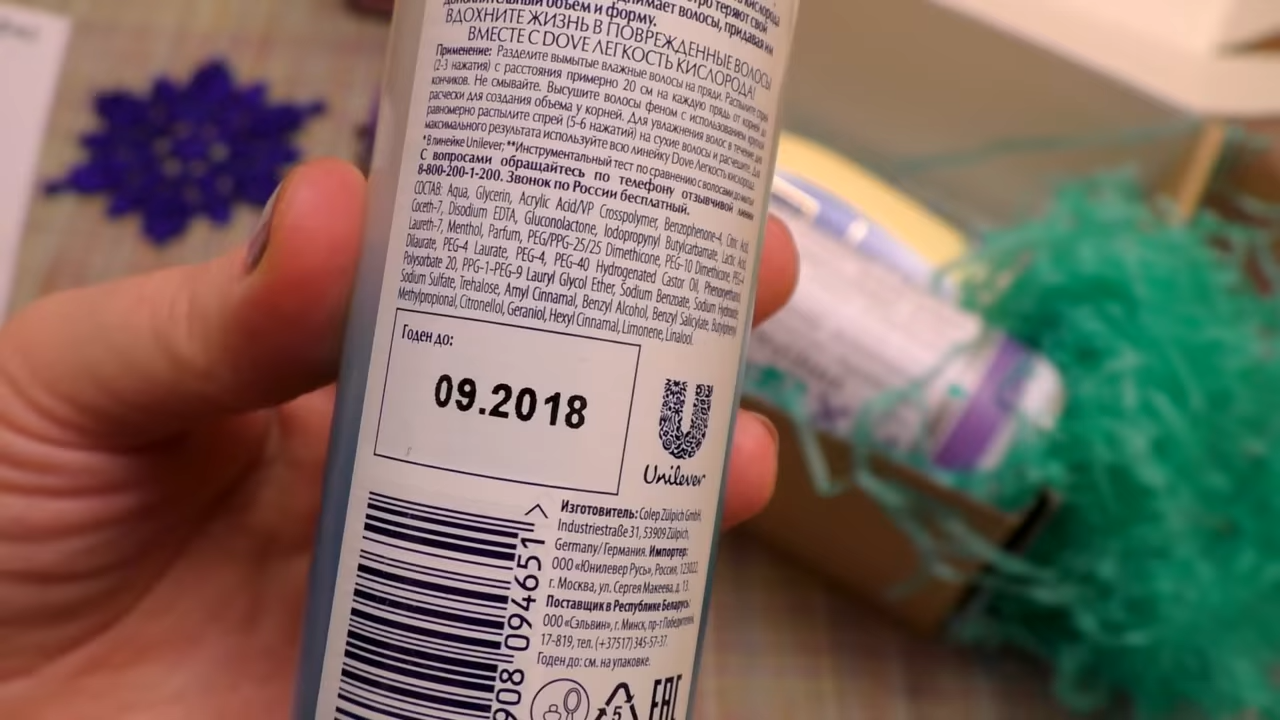 дополнительный объем и форму.
ВДОХНИТЕ ЖИЗНЬ В ПОВРЕЖДЕННЫЕ ВОЛОСЫ
ВМЕСТЕ С DOVE ЛЕГКОСТЬ КИСЛОРОДА!
Применение: Разделите вымытые влажные волосы на пряди. Распылите спрей
(2-3 нажатия) с расстояния примерно 20 см на каждую прядь от корней до
кончиков. Не смывайте. Высушите волосы феном с использованием круглой
расчески для создания объема у корней. Для увлажнения волос в течение дня
равномерно распылите спрей (5-6 нажатий) на сухие волосы и расчешите. Для
максимального результата используйте всю линейку Dove Легкость кислорода.
*В линейке Unilever; **Инструментальный тест по сравнению с волосами до мытья
С вопросами обращайтесь по телефону отзывчивой линии
8-800-200-1-200. Звонок по России бесплатный.
СОСТАВ: Aqua, Glycerin, Acrylic Acid/VP Crosspolymer, Benzophenone-4, Citric Acid,
Coceth-7, Disodium EDTA, Gluconolactone, Iodopropynyl Butylcarbamate, Lactic Acid,
Laureth-7, Menthol, Parfum, PEG/PPG-25/25 Dimethicone, PEG-10 Dimethicone, PEG-4
Dilaurate, PEG-4 Laurate, PEG-4, PEG-40 Hydrogenated Castor Oil, Phenoxyethanol,
Polysorbate 20, PPG-1-PEG-9 Lauryl Glycol Ether, Sodium Benzoate, Sodium Hydroxide,
Sodium Sulfate, Trehalose, Amyl Cinnamal, Benzyl Alcohol, Benzyl Salicylate, Butylphenyl
Methylpropional, Citronellol, Geraniol, Hexyl Cinnamal, Limonene, Linalool.
Годен до:
09.2018
Unilever
Изготовитель: Colep Zülpich GmbH,
Industriestraße 31, 53909 Zülpich,
Germany/ Германия. Импортер:
ООО «Юнилевер Русь», Россия, 123022,
г. Москва, ул. Сергея Макеева, д. 13.
Поставщик в Республике Беларусь:
ООО «Сэльвин», г. Минск, пр-т Победителей,
17-819, тел. (+37517) 345-57-37.
Годен до: см. на упаковке.
908 094651 >
5
EAC